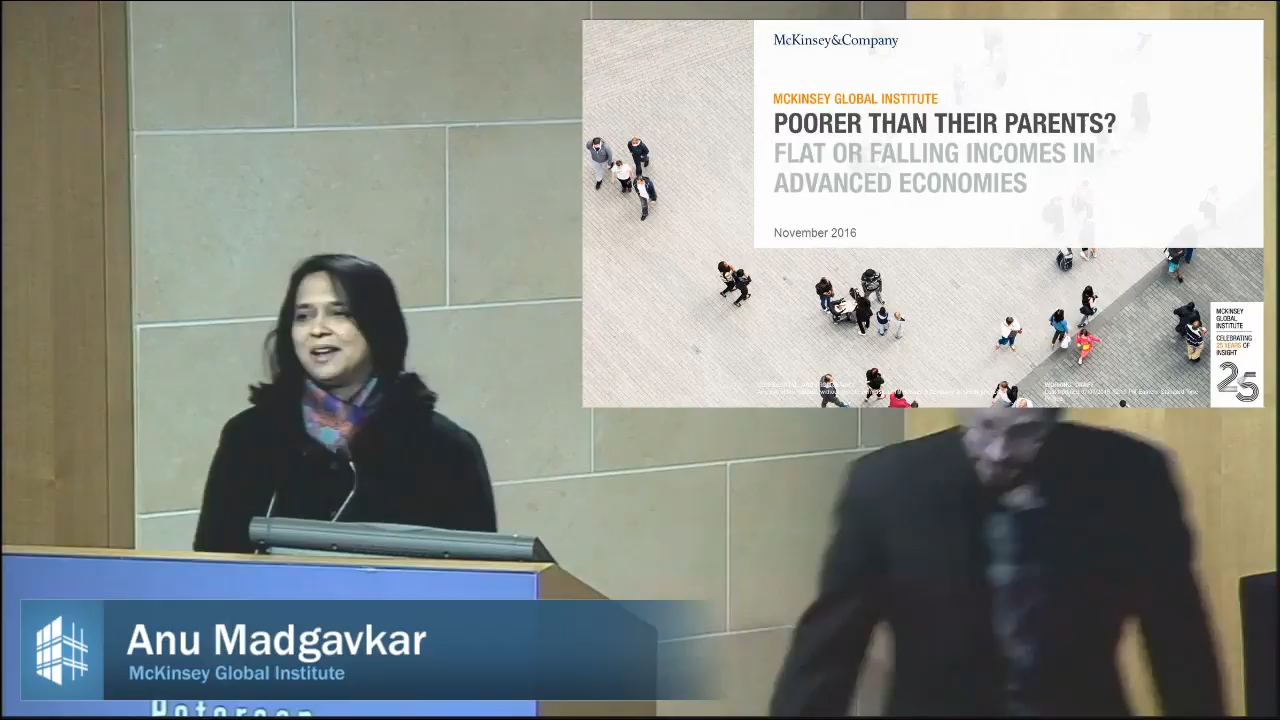 McKinsey&Company
MCKINSEY GLOBAL INSTITUTE
POORER THAN THEIR PARENTS?
FLAT OR FALLING INCOMES IN
ADVANCED ECONOMIES
November 2016
MCKINSEY
GLOBAL
INSTITUTE
CELEBRATING
25 YEARS OF
INSIGHT
25
Anu Madgavkar
McKinsey Global Institute